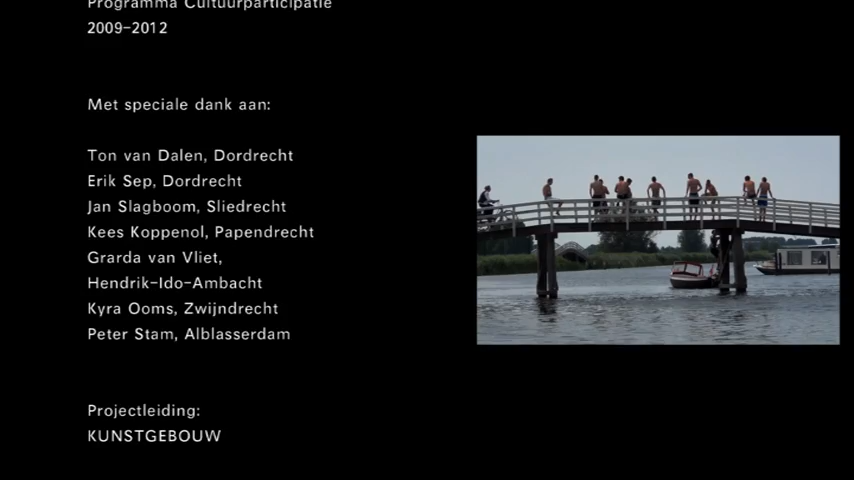 Programma Cultuurparticipatie
2009-2012
Met speciale dank aan:
Ton van Dalen, Dordrecht
Erik Sep, Dordrecht
Jan Slagboom, Sliedrecht
Kees Koppenol, Papendrecht
Grarda van Vliet,
Hendrik-Ido-Ambacht
Kyra Ooms, Zwijndrecht
Peter Stam, Alblasserdam
Projectleiding:
KUNSTGEBOUW